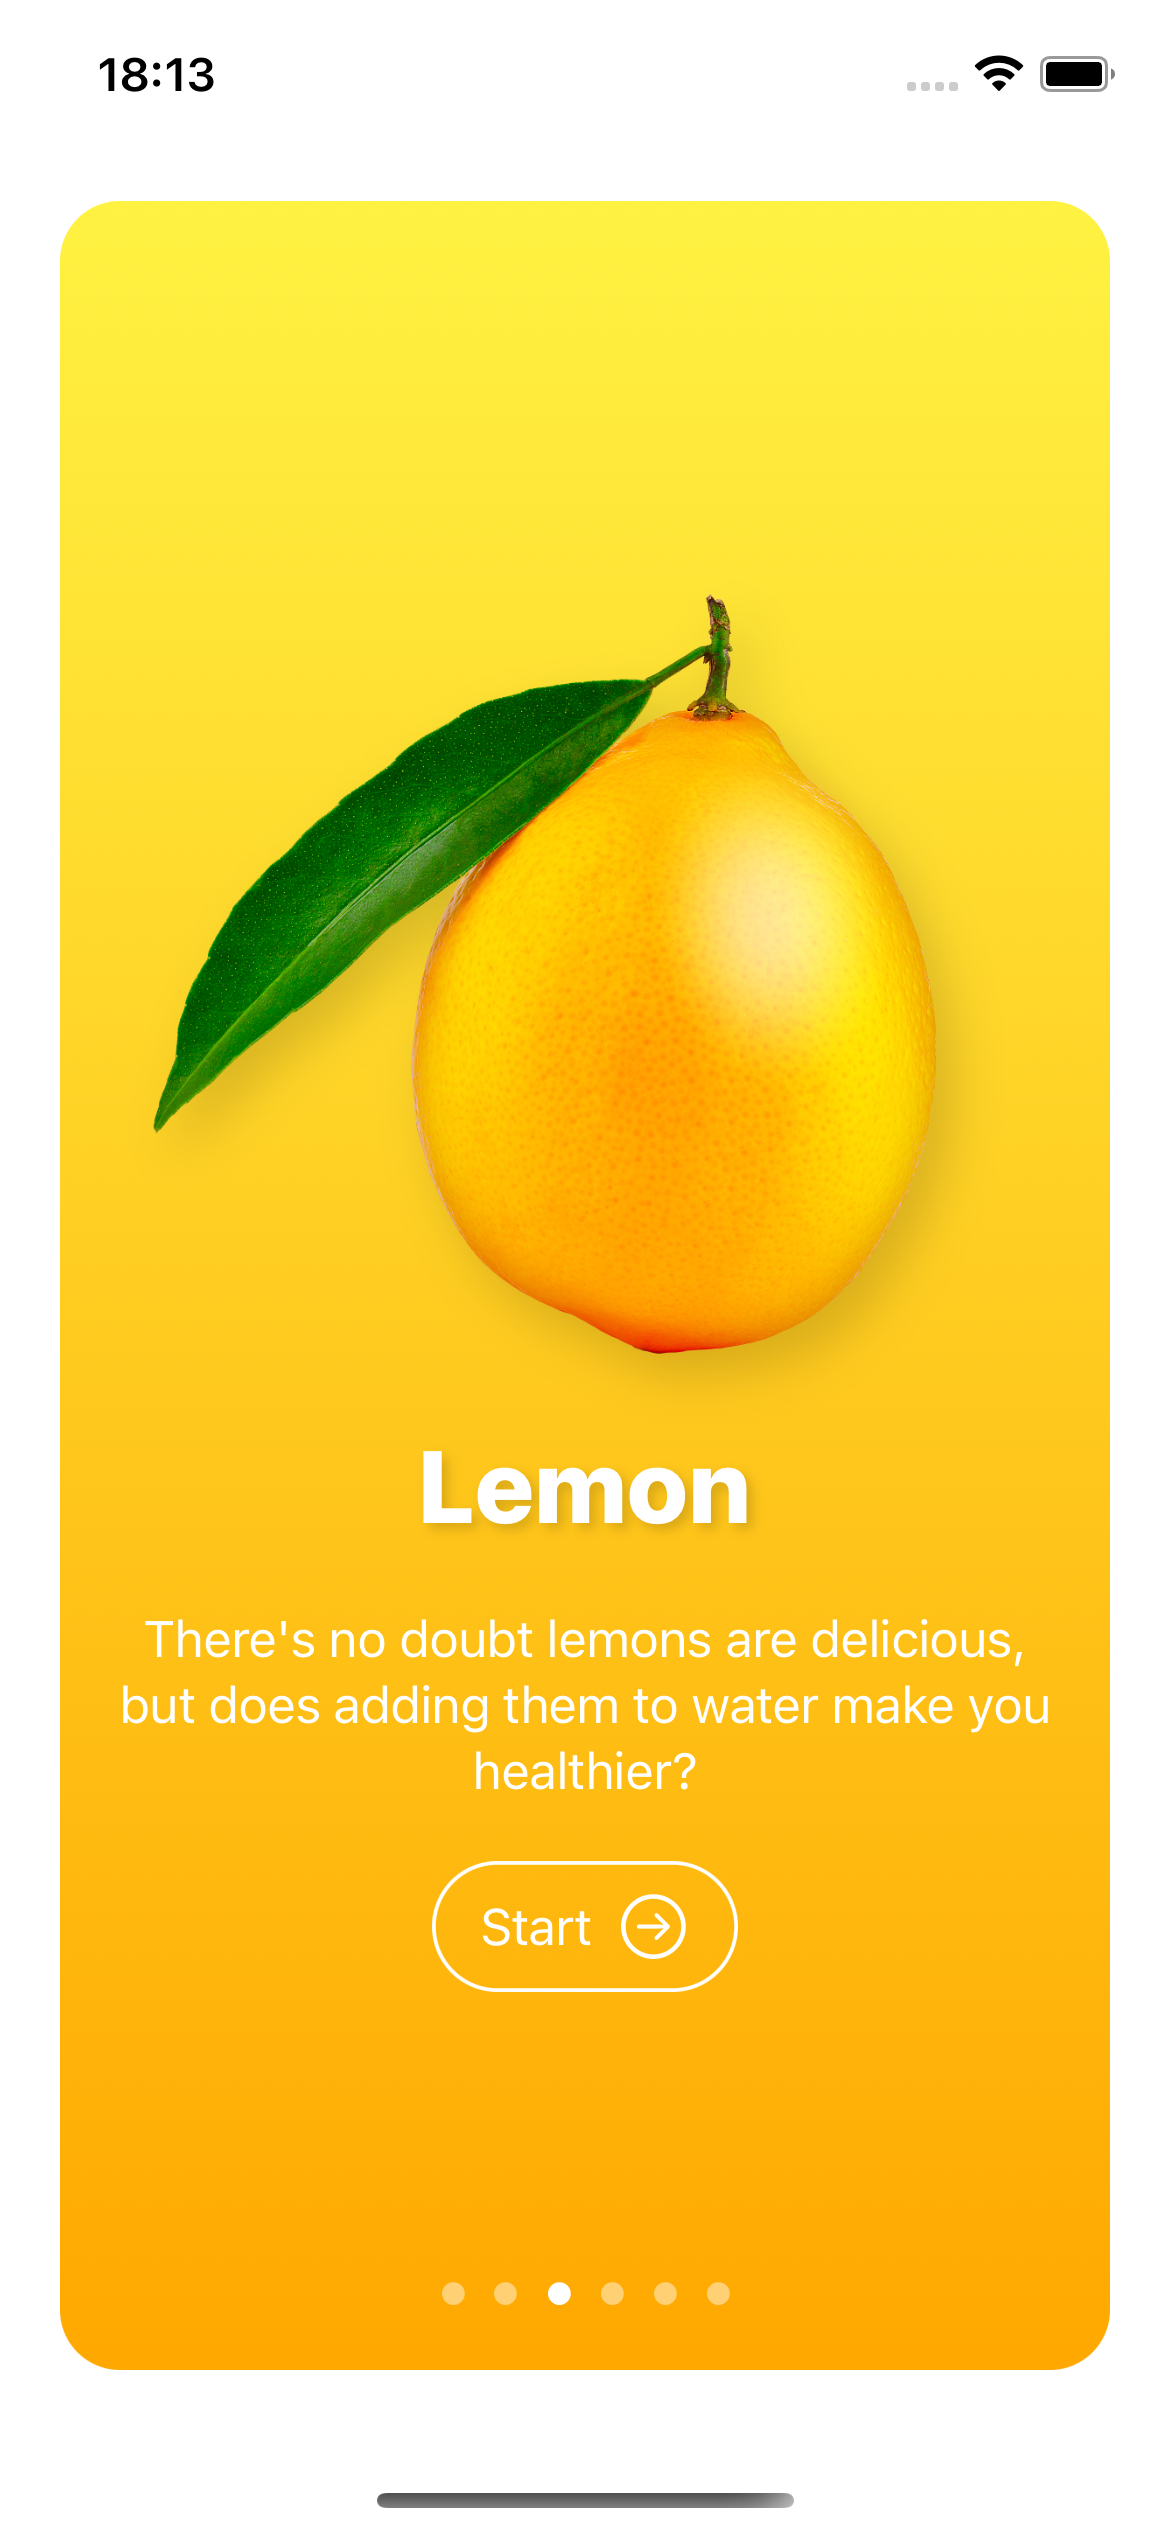 18:13
Lemon
There's no doubt lemons are delicious,
but does adding them to water make you
healthier?
Start